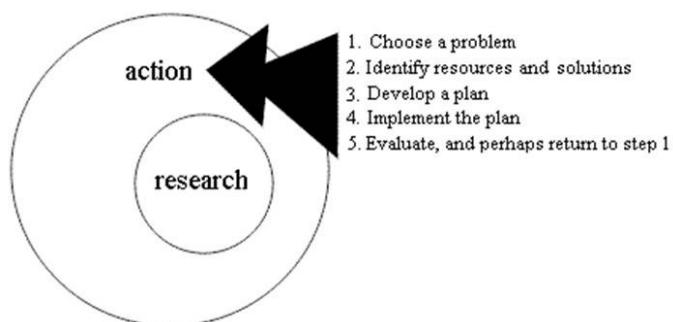 action
research
1. Choose a problem
2. Identify resources and solutions
3. Develop a plan
4. Implement the plan
5. Evaluate, and perhaps return to step 1